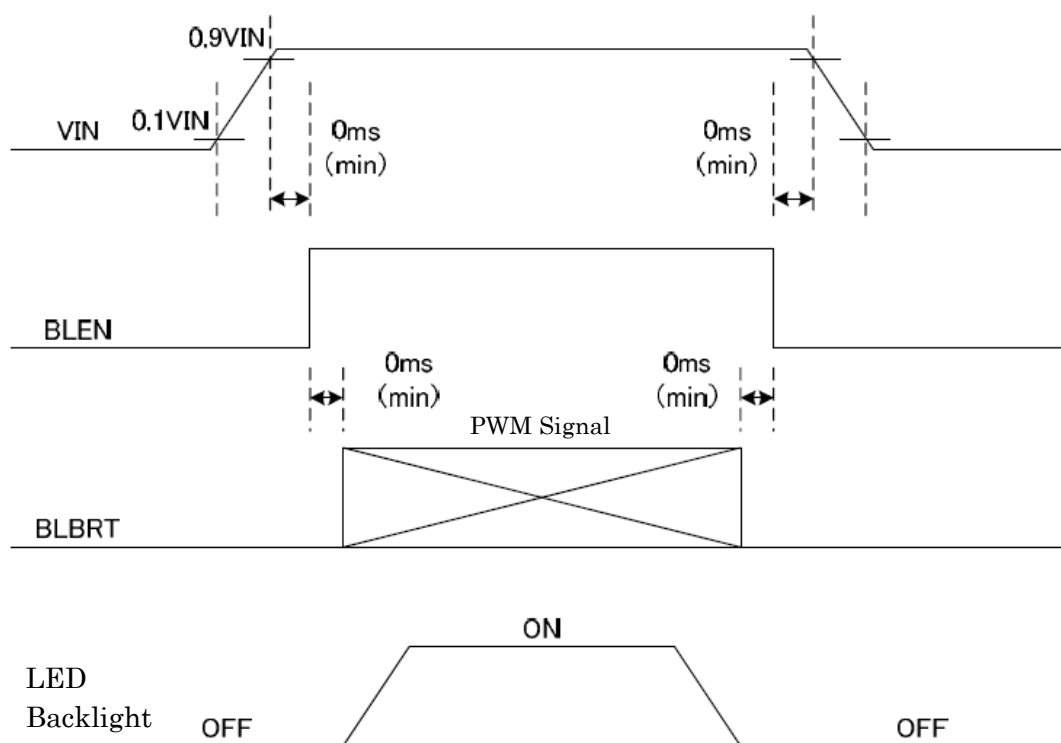 0.9VIN
0.1VIN
VIN
0ms
(min)
0ms
(min)
BLEN
0ms
(min)
0ms
(min)
PWM Signal
BLBRT
ON
LED
Backlight
OFF
OFF